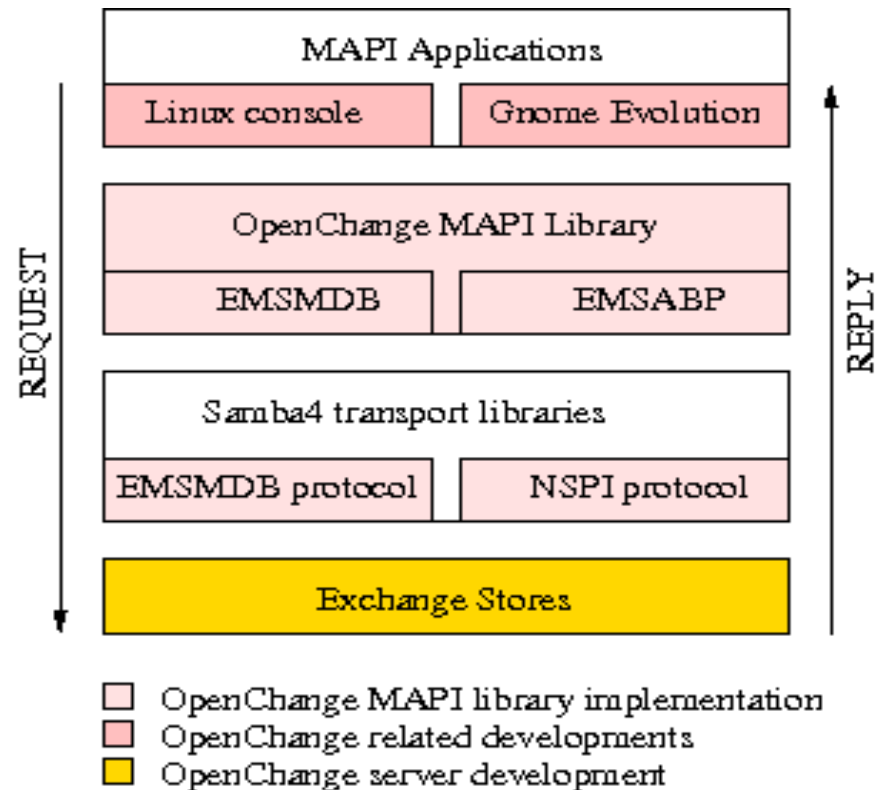 MAPI Applications
Linux console
Gnome Evolution
OpenChange MAPI Library
EMSMDB
EMSABP
Samba4 transport libraries
EMSMDB protocol
NSPI protocol
Exchange Stores
REQUEST
REPLY
OpenChange MAPI library implementation
OpenChange related developments
OpenChange server development